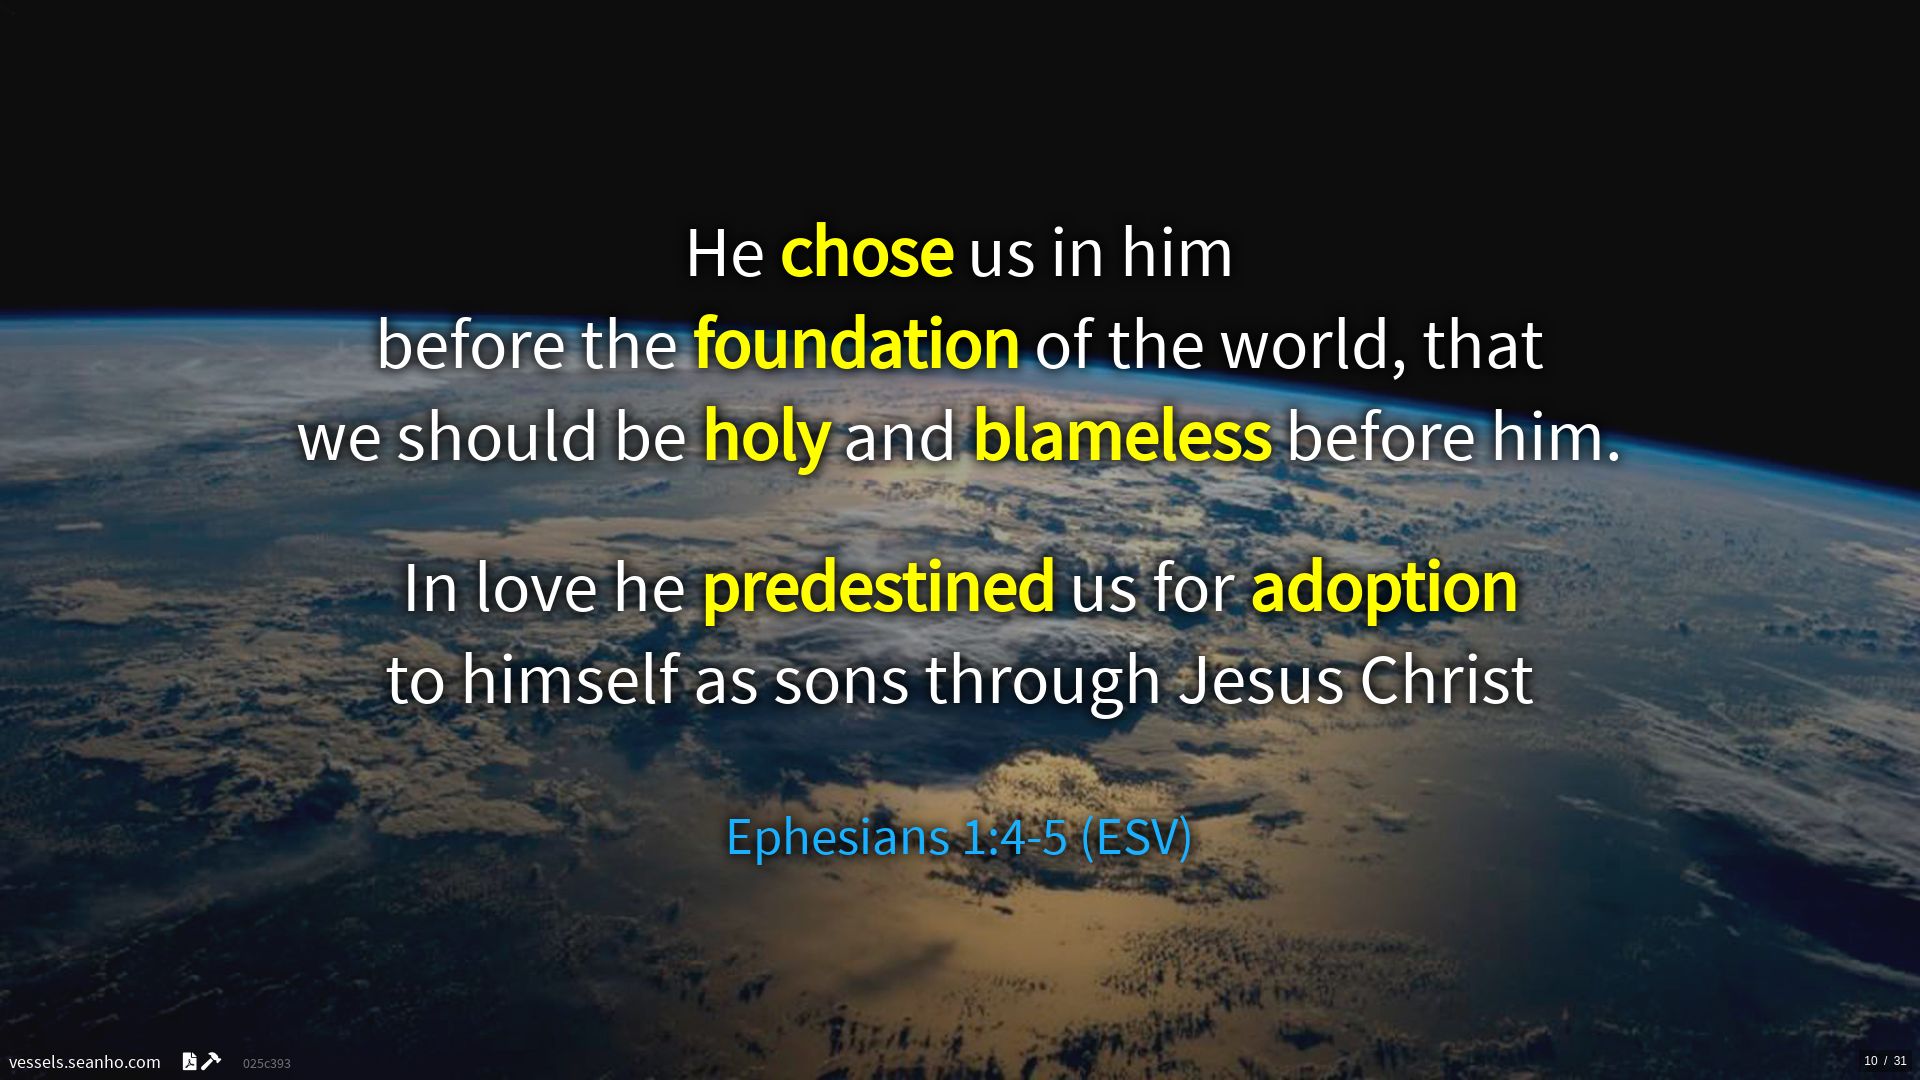 He chose us in him
before the foundation of the world, that
we should be holy and blameless before him.
In love he predestined us for adoption
to himself as sons through Jesus Christ
Ephesians 1:4-5 (ESV)
vessels.seanho.com 025c393
10 / 31